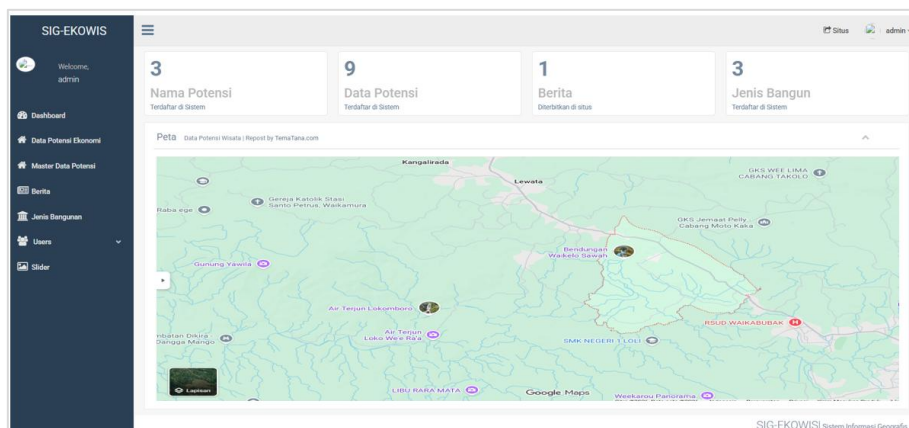 SIG-EKOWIS
Situs
admin
Welcome,
admin
Dashboard
Data Potensi Ekonomi
Master Data Potensi
Berita
Jenis Bangunan
Users
Slider
3
Nama Potensi
Terdaftar di Sistem
9
Data Potensi
Terdaftar di Sistem
1
Berita
Diterbitkan di situs
3
Jenis Bangun
Terdaftar di Sistem
Peta Data Potensi Wisata | Repost by TernaTana.com
Kangalirada
Lewata
GKS WEE LIMA
CABANG TAKOLO
Gereja Katolik Stasi
Santo Petrus, Waikamura
Raba ege
GKS Jemaat Pelly
Cabang Moto Kaka
Bendungan
Waikelo Sawah
Gunung Yawila
Air Terjun Lokomboro
Air Terjun
Loko We'e Ra'a
mbatan Dikira
Dangga Mango
RSUD WAIKABUBAK
SMK NEGERI 1 LOLI
Lapisan
LIBU RARA MATA
Google Maps
Weekarou Panorama
SIG-EKOWIS| Sistem Informasi Geografis